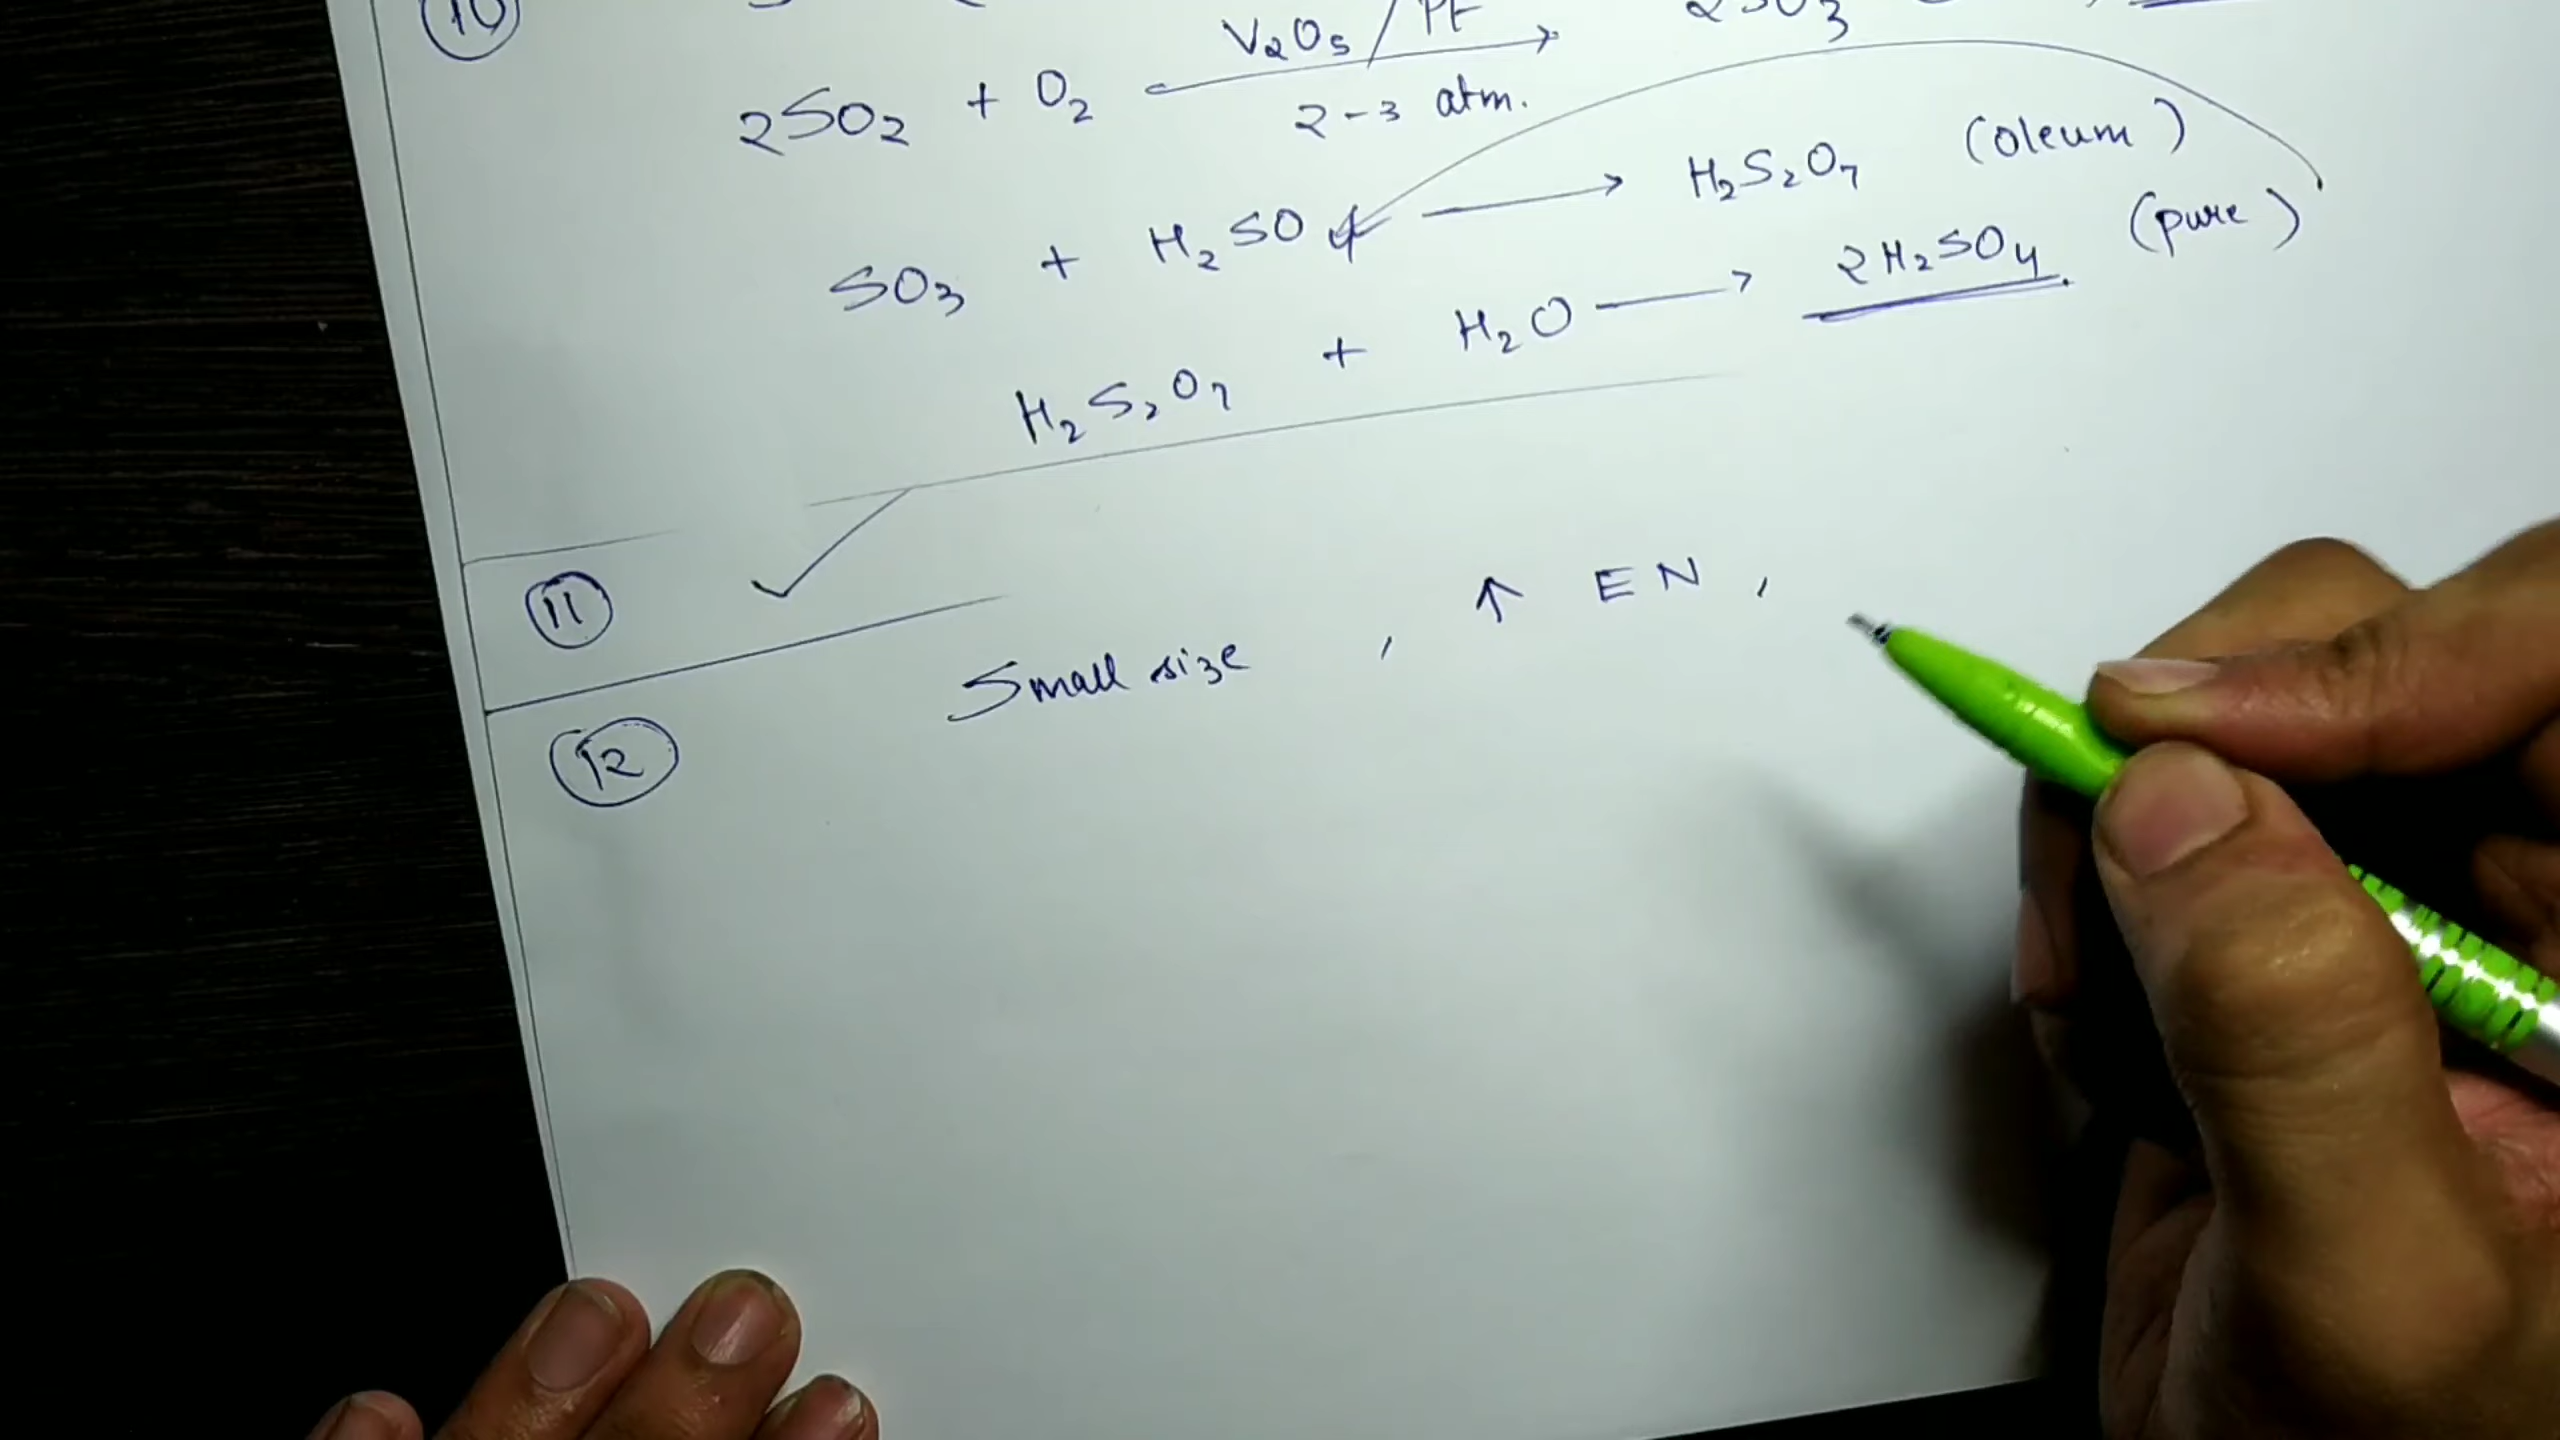 10
2SO₂ + O₂ V₂O₅ / Pt 2-3 atm. 2SO₃
SO₃ + H₂SO₄ ⟶ H₂S₂O₇ (oleum)
H₂S₂O₇ + H₂O ⟶ 2H₂SO₄. (pure)
11
12 Small size , ↑ EN ,